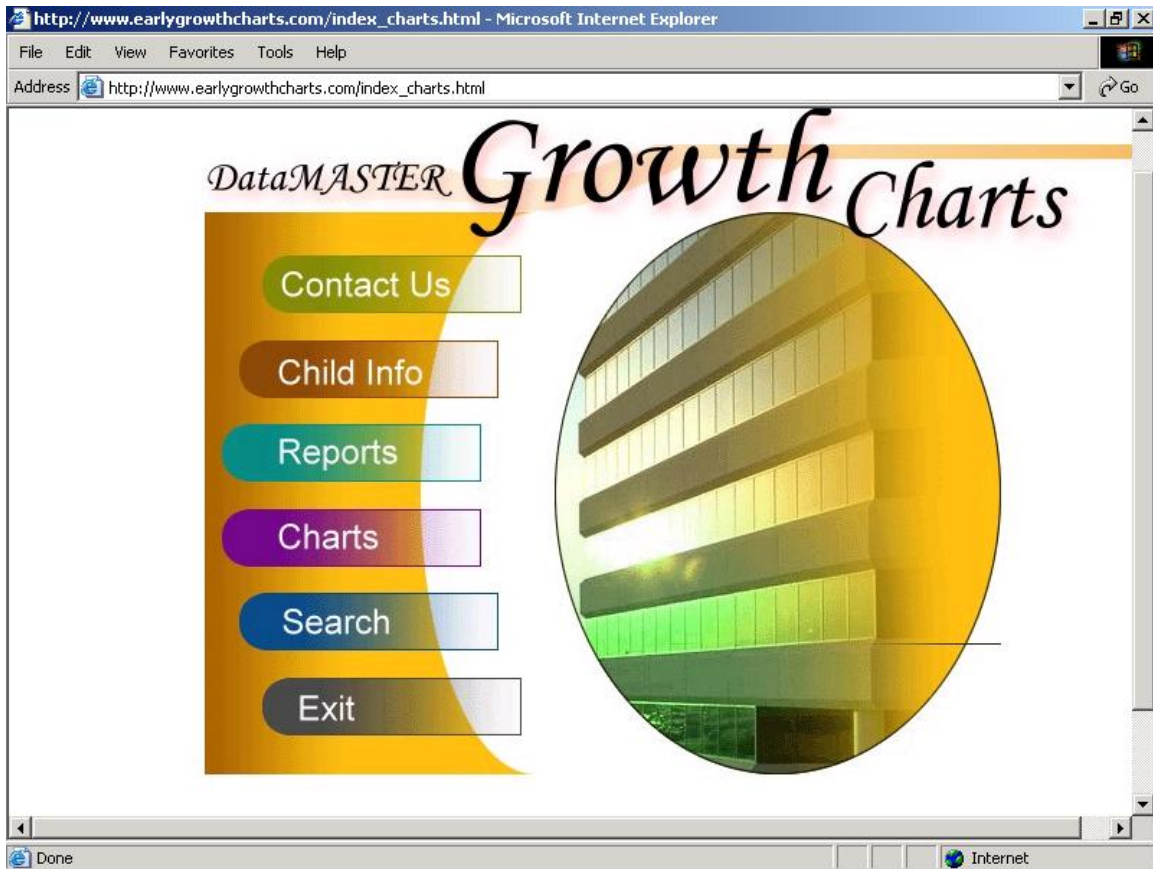 http://www.earlygrowthcharts.com/index_charts.html - Microsoft Internet Explorer
File Edit View Favorites Tools Help
Address http://www.earlygrowthcharts.com/index_charts.html Go
DataMASTER Growth Charts
Contact Us
Child Info
Reports
Charts
Search
Exit
Done Internet